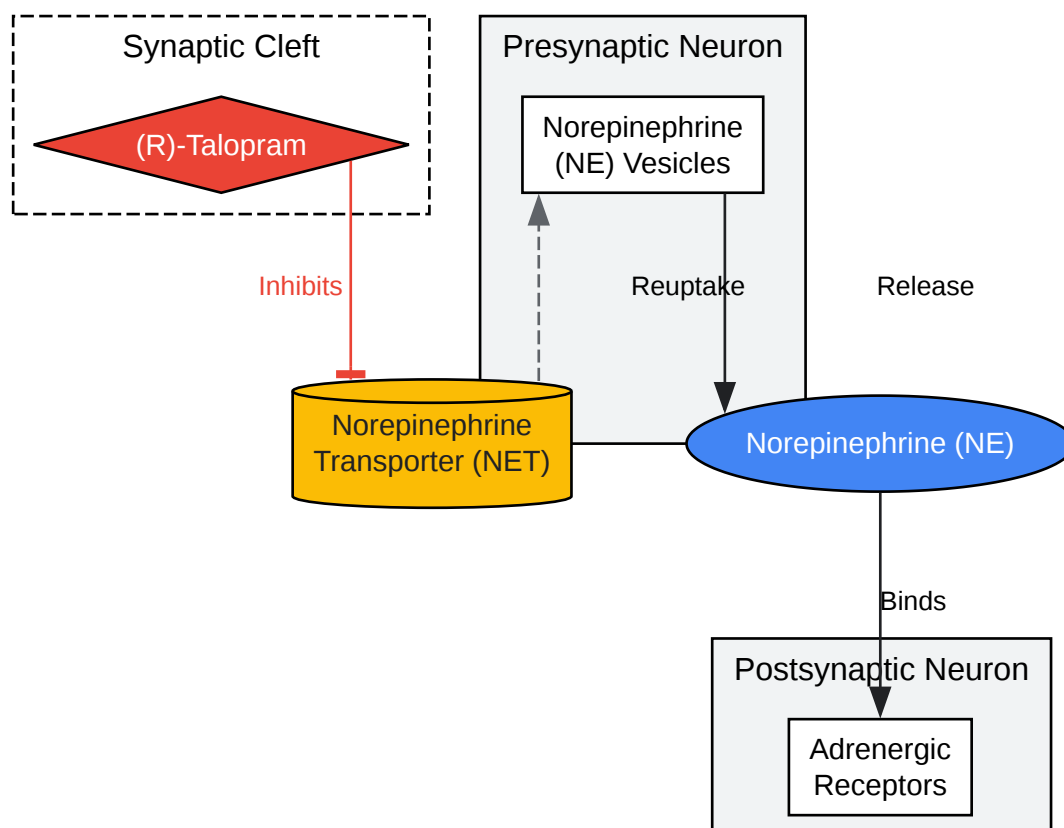 Synaptic Cleft
Presynaptic Neuron
(R)-Talopram
Norepinephrine
(NE) Vesicles
Inhibits
Reuptake
Release
Norepinephrine
Transporter (NET)
Norepinephrine (NE)
Binds
Postsynaptic Neuron
Adrenergic
Receptors